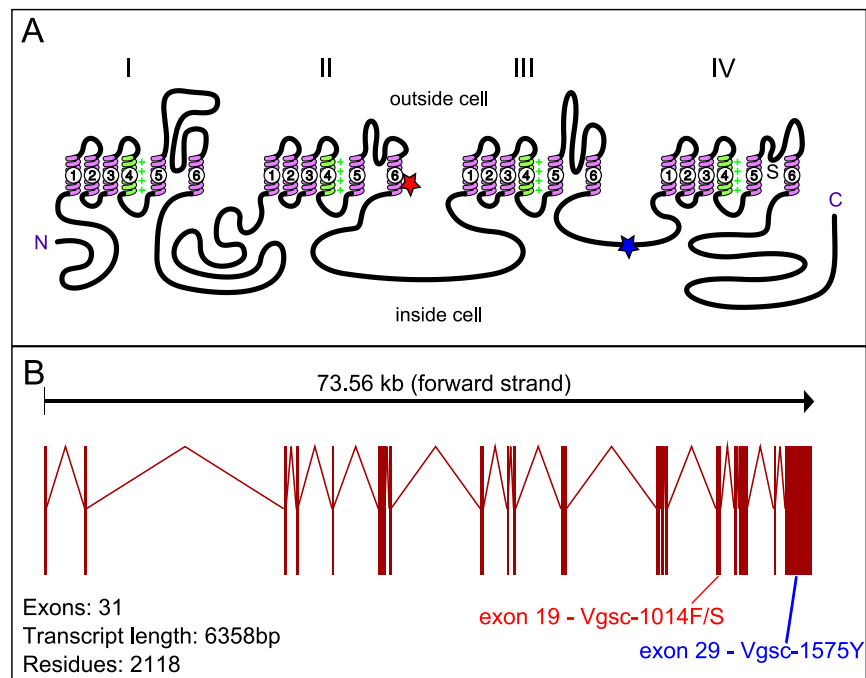 A
I II III IV
outside cell
1 2 3 4 5 6 1 2 3 4 5 6 1 2 3 4 5 6 1 2 3 4 5 S 6
+ + + + + + + + + + + + + + + +
N C
inside cell
B
73.56 kb (forward strand)
Exons: 31
Transcript length: 6358bp
Residues: 2118
exon 19 - Vgsc-1014F/S
exon 29 - Vgsc-1575Y